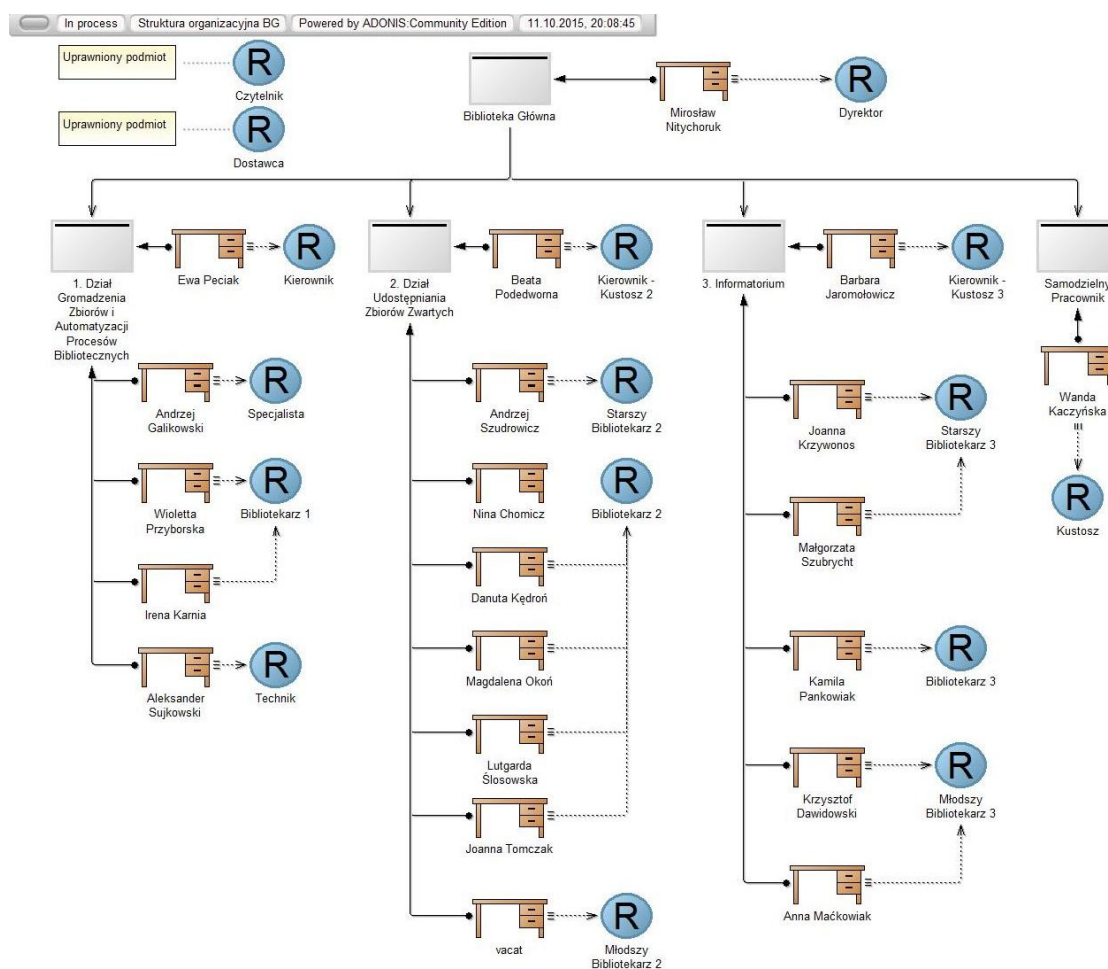 In process
Struktura organizacyjna BG
Powered by ADONIS:Community Edition
11.10.2015, 20:08:45
Uprawniony podmiot
Czytelnik
Uprawniony podmiot
Dostawca
R
R
Biblioteka Główna
Mirosław
Nitychoruk
R
Dyrektor
1. Dział
Gromadzenia
Zbiorów i
Automatyzacji
Procesów
Bibliotecznych
Ewa Peciak
R
Kierownik
2. Dział
Udostępniania
Zbiorów Zwartych
Beata
Podedworna
R
Kierownik -
Kustosz 2
3. Informatorium
Barbara
Jaromołowicz
R
Kierownik -
Kustosz 3
Samodzielny
Pracownik
Wanda
Kaczyńska
R
Kustosz
Andrzej
Galikowski
R
Specjalista
Wioletta
Przyborska
R
Bibliotekarz 1
Irena Karnia
Aleksander
Sujkowski
R
Technik
Andrzej
Szudrowicz
R
Starszy
Bibliotekarz 2
Nina Chomicz
R
Bibliotekarz 2
Danuta Kędroń
Magdalena Okoń
Lutgarda
Ślosowska
Joanna Tomczak
vacat
R
Młodszy
Bibliotekarz 2
Joanna
Krzywonos
R
Starszy
Bibliotekarz 3
Małgorzata
Szubrycht
Kamila
Pankowiak
R
Bibliotekarz 3
Krzysztof
Dawidowski
R
Młodszy
Bibliotekarz 3
Anna Maćkowiak